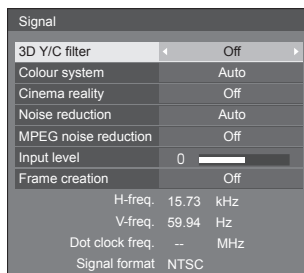 Signal
3D Y/C filter Off
Colour system Auto
Cinema reality Off
Noise reduction Auto
MPEG noise reduction Off
Input level 0
Frame creation Off
H-freq. 15.73 kHz
V-freq. 59.94 Hz
Dot clock freq. -- MHz
Signal format NTSC